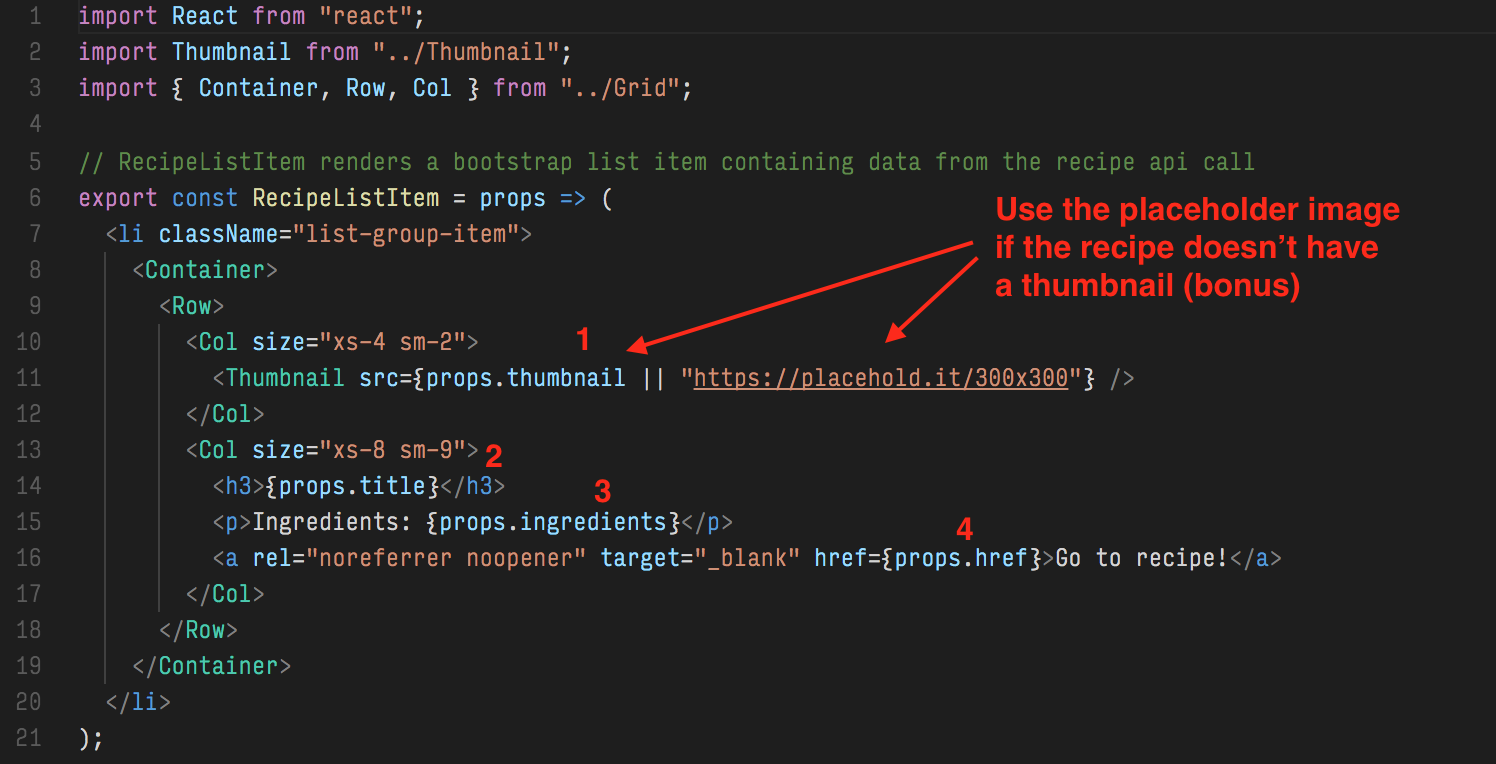 1 import React from "react";
2 import Thumbnail from "../Thumbnail";
3 import { Container, Row, Col } from "../Grid";
4
5 // RecipeListItem renders a bootstrap list item containing data from the recipe api call
6 export const RecipeListItem = props => (
Use the placeholder image
7 <li className="list-group-item">
if the recipe doesn’t have
8 <Container>
a thumbnail (bonus)
9 <Row>
10 <Col size="xs-4 sm-2">
1
11 <Thumbnail src={props.thumbnail || "https://placehold.it/300x300"} />
12 </Col>
13 <Col size="xs-8 sm-9">
2
14 <h3>{props.title}</h3>
3
15 <p>Ingredients: {props.ingredients}</p>
4
16 <a rel="noreferrer noopener" target="_blank" href={props.href}>Go to recipe!</a>
17 </Col>
18 </Row>
19 </Container>
20 </li>
21 );